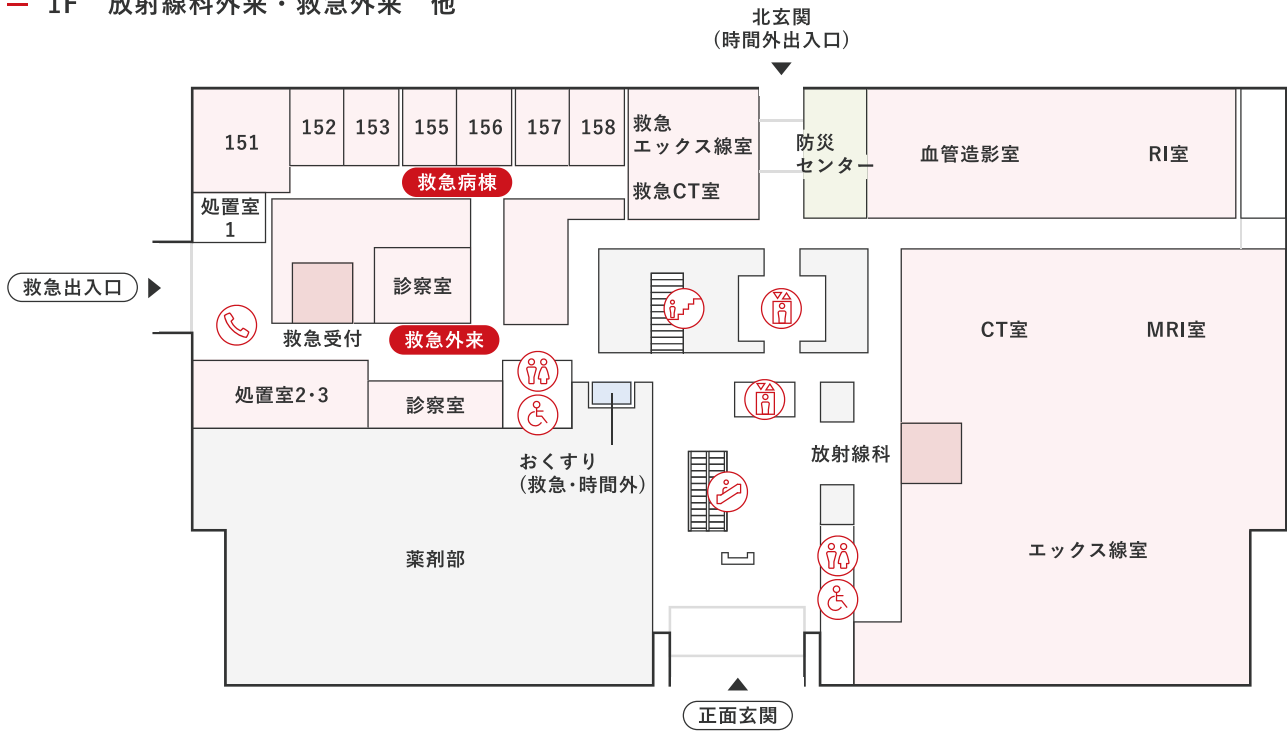 1F 放射線科外来・救急外来 他
北玄関
（時間外出入口）
151
152
153
155
156
157
158
救急
エックス線室
救急CT室
防災
センター
血管造影室
RI室
救急病棟
処置室
1
救急出入口
診察室
救急受付
救急外来
CT室
MRI室
処置室2・3
診察室
おくすり
（救急・時間外）
放射線科
薬剤部
エックス線室
正面玄関